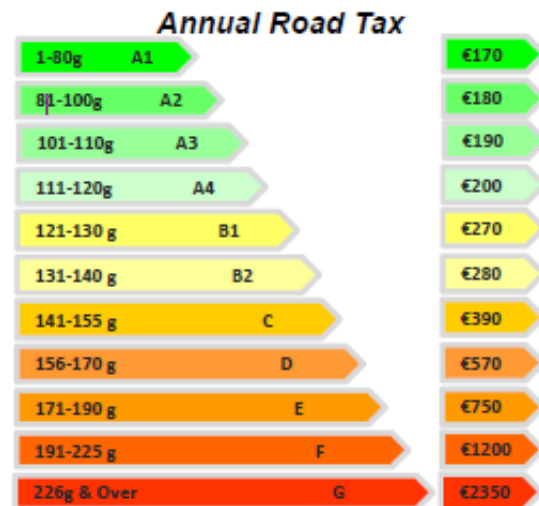 Annual Road Tax
1-80g A1 €170
81-100g A2 €180
101-110g A3 €190
111-120g A4 €200
121-130 g B1 €270
131-140 g B2 €280
141-155 g C €390
156-170 g D €570
171-190 g E €750
191-225 g F €1200
226g & Over G €2350